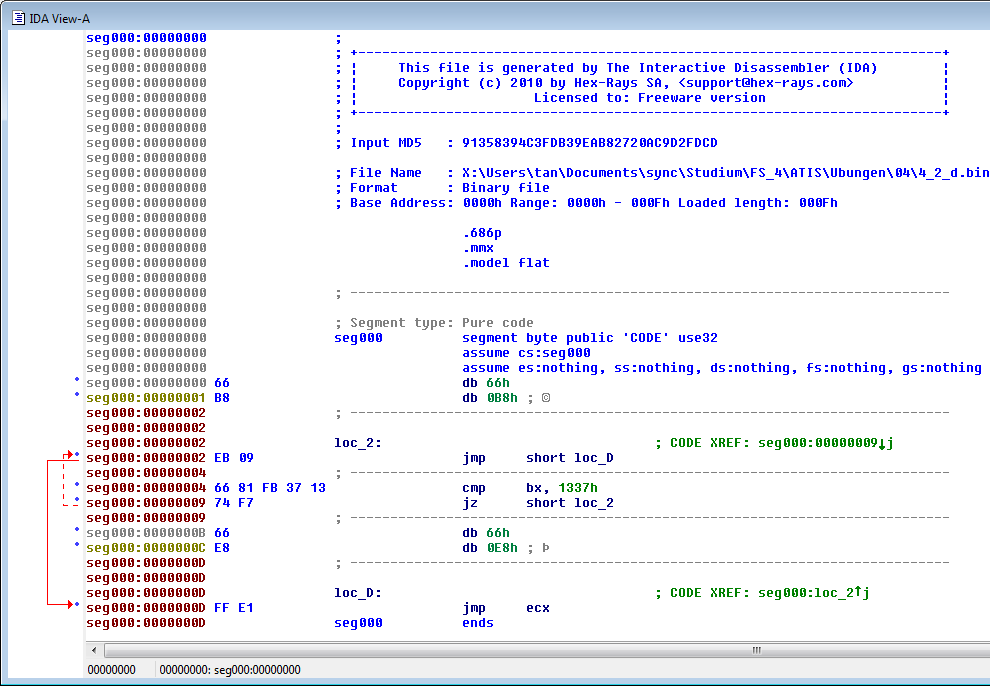 IDA View-A
seg000:00000000 ;
seg000:00000000 ; +-------------------------------------------------------------------------+
seg000:00000000 ; ¦ This file is generated by The Interactive Disassembler (IDA) ¦
seg000:00000000 ; ¦ Copyright (c) 2010 by Hex-Rays SA, <support@hex-rays.com> ¦
seg000:00000000 ; ¦ Licensed to: Freeware version ¦
seg000:00000000 ; +-------------------------------------------------------------------------+
seg000:00000000 ;
seg000:00000000 ; Input MD5 : 91358394C3FDB39EAB82720AC9D2FDCD
seg000:00000000
seg000:00000000 ; File Name : X:\Users\tan\Documents\sync\Studium\FS_4\ATIS\Übungen\04\4_2_d.bin
seg000:00000000 ; Format : Binary file
seg000:00000000 ; Base Address: 0000h Range: 0000h - 000Fh Loaded length: 000Fh
seg000:00000000
seg000:00000000 .686p
seg000:00000000 .mmx
seg000:00000000 .model flat
seg000:00000000
seg000:00000000 ; ---------------------------------------------------------------------------
seg000:00000000
seg000:00000000 ; Segment type: Pure code
seg000:00000000 seg000 segment byte public 'CODE' use32
seg000:00000000 assume cs:seg000
seg000:00000000 assume es:nothing, ss:nothing, ds:nothing, fs:nothing, gs:nothing
seg000:00000000 66 db 66h
seg000:00000001 B8 db 0B8h ; ©
seg000:00000002 ; ---------------------------------------------------------------------------
seg000:00000002
seg000:00000002 loc_2: ; CODE XREF: seg000:00000009↓j
seg000:00000002 EB 09 jmp short loc_D
seg000:00000004 ; ---------------------------------------------------------------------------
seg000:00000004 66 81 FB 37 13 cmp bx, 1337h
seg000:00000009 74 F7 jz short loc_2
seg000:00000009 ; ---------------------------------------------------------------------------
seg000:0000000B 66 db 66h
seg000:0000000C E8 db 0E8h ; Þ
seg000:0000000D ; ---------------------------------------------------------------------------
seg000:0000000D
seg000:0000000D loc_D: ; CODE XREF: seg000:loc_2↑j
seg000:0000000D FF E1 jmp ecx
seg000:0000000D seg000 ends
00000000 00000000: seg000:00000000